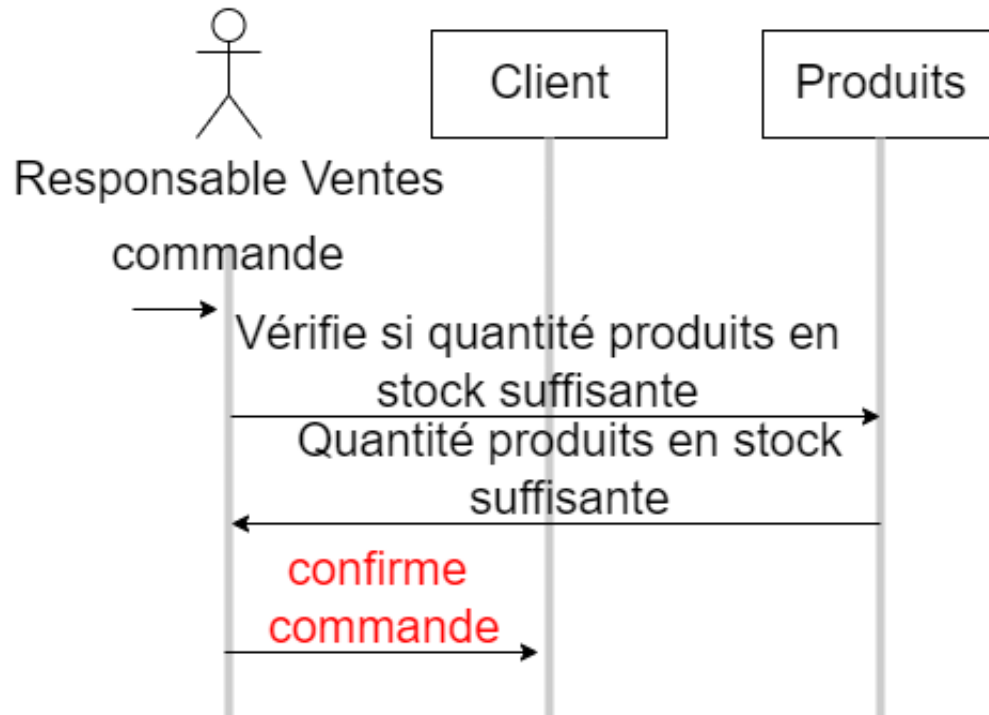 Client
Produits
Responsable Ventes
commande
Vérifie si quantité produits en
stock suffisante
Quantité produits en stock
suffisante
confirme
commande